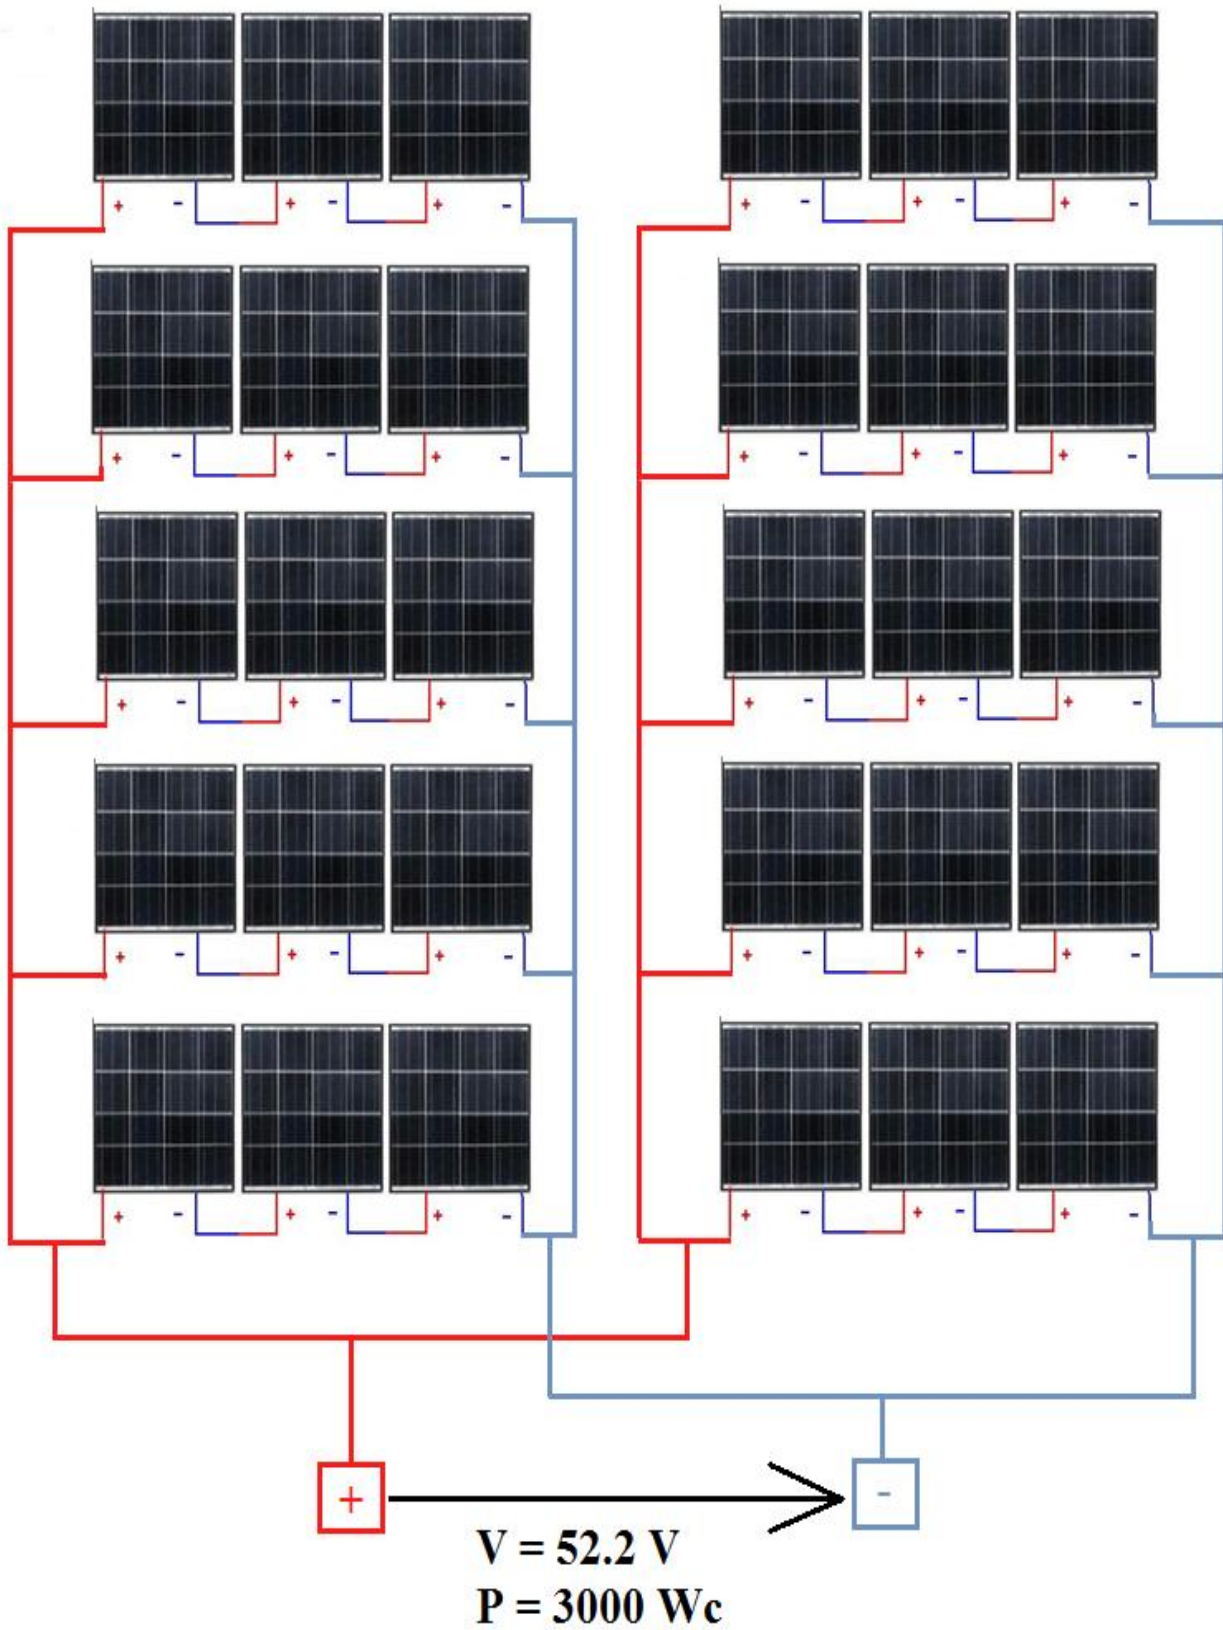 + - + - + - + - + - + -
+ - + - + - + - + - + -
+ - + - + - + - + - + -
+ - + - + - + - + - + -
+ - + - + - + - + - + -
+ -
V = 52.2 V
P = 3000 Wc